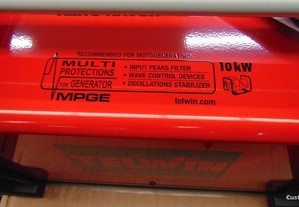 RECOMMENDED FOR MOTOGENERATORS
MULTI
PROTECTIONS
FOR GENERATOR
MPGE
• INPUT PEAKS FILTER
• WAVE CONTROL DEVICES
• OSCILLATIONS STABILIZER
10 kW
telwin.com
TELWIN